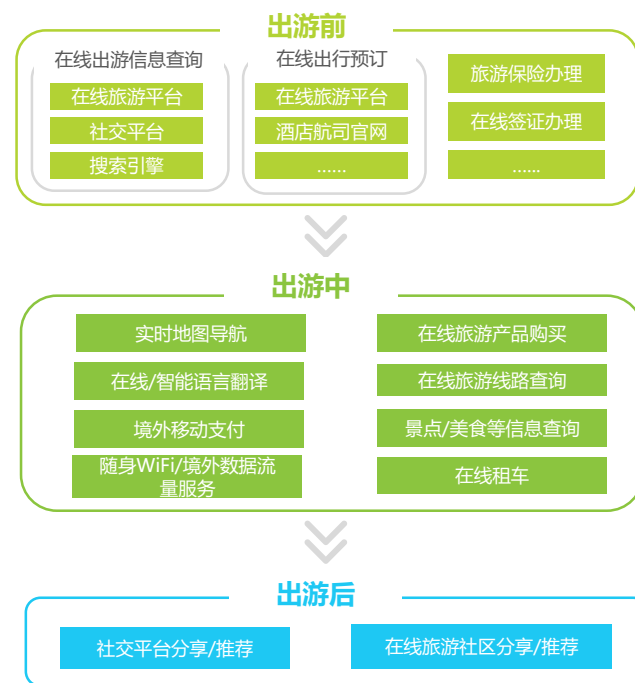 出游前
在线出游信息查询
在线旅游平台
社交平台
搜索引擎
在线出行预订
在线旅游平台
酒店航司官网
......
旅游保险办理
在线签证办理
......
出游中
实时地图导航
在线/智能语言翻译
境外移动支付
随身WiFi/境外数据流
量服务
在线旅游产品购买
在线旅游线路查询
景点/美食等信息查询
在线租车
出游后
社交平台分享/推荐
在线旅游社区分享/推荐